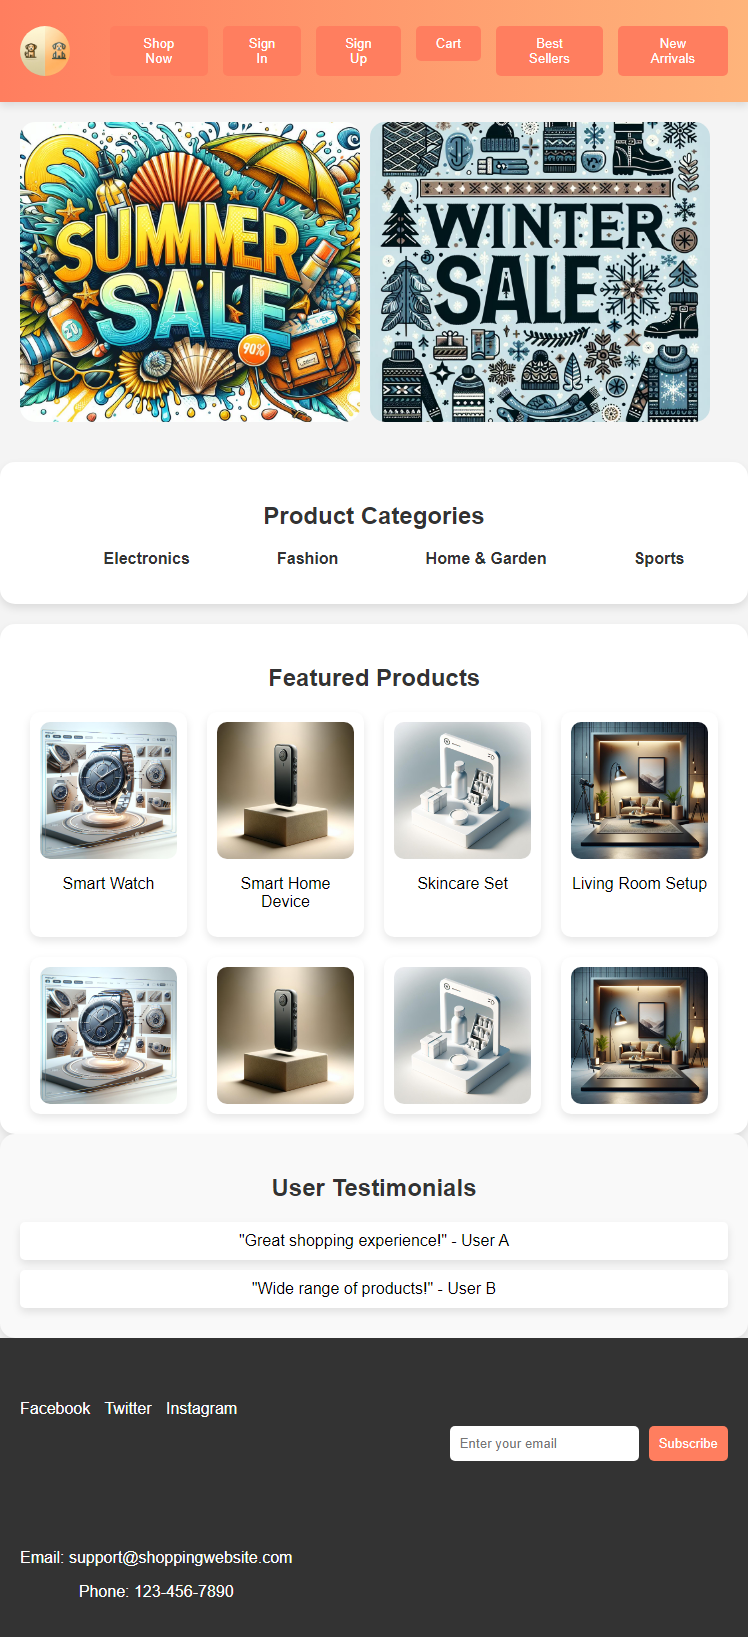 Shop
Now
Sign
In
Sign
Up
Cart
Best
Sellers
New
Arrivals
SUMMER
SALE
90%
WINTER
SALE
Product Categories
Electronics
Fashion
Home & Garden
Sports
Featured Products
Smart Watch
Smart Home
Device
Skincare Set
Living Room Setup
User Testimonials
"Great shopping experience!" - User A
"Wide range of products!" - User B
Facebook Twitter Instagram
Enter your email
Subscribe
Email: support@shoppingwebsite.com
Phone: 123-456-7890